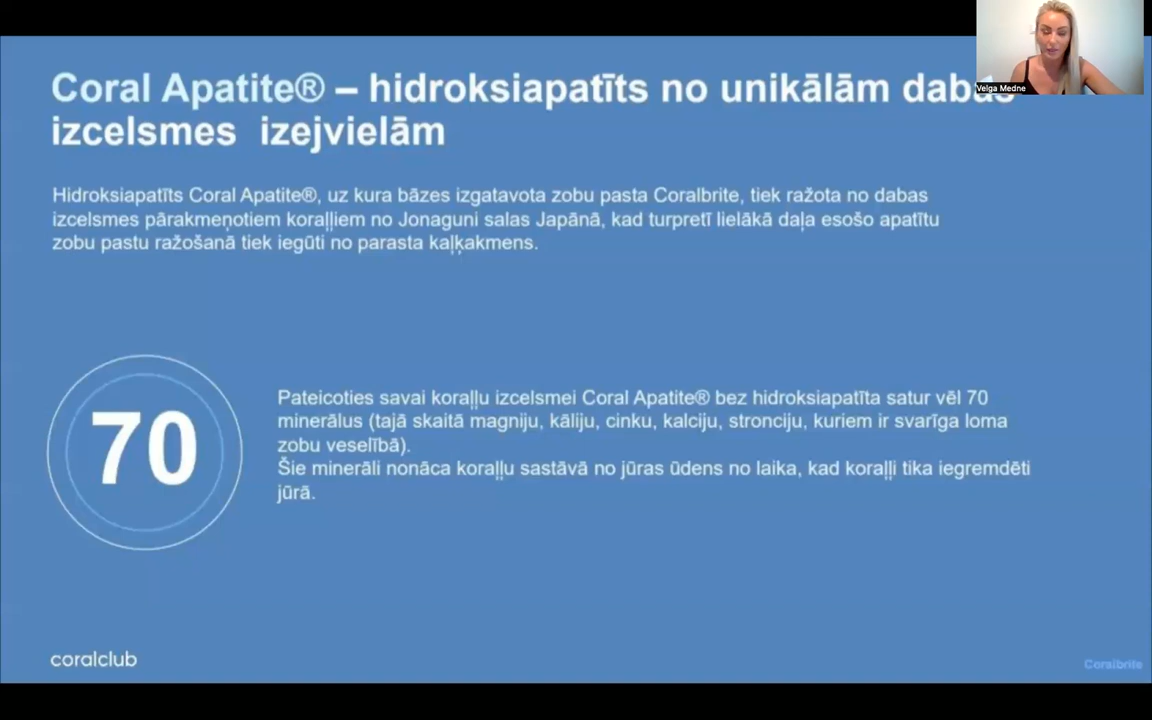 Coral Apatite® – hidroksiapatīts no unikālām dabas
izcelsmes izejvielām
Velga Medne
Hidroksiapatīts Coral Apatite®, uz kura bāzes izgatavota zobu pasta Coralbrite, tiek ražota no dabas
izcelsmes pārakmeņotiem koraļļiem no Jonaguni salas Japānā, kad turpretī lielākā daļa esošo apatītu
zobu pastu ražošanā tiek iegūti no parasta kaļķakmens.
70
Pateicoties savai koraļļu izcelsmei Coral Apatite® bez hidroksiapatīta satur vēl 70
minerālus (tajā skaitā magniju, kāliju, cinku, kalciju, stronciju, kuriem ir svarīga loma
zobu veselībā).
Šie minerāli nonāca koraļļu sastāvā no jūras ūdens no laika, kad koraļļi tika iegremdēti
jūrā.
coralclub
Coralbrite